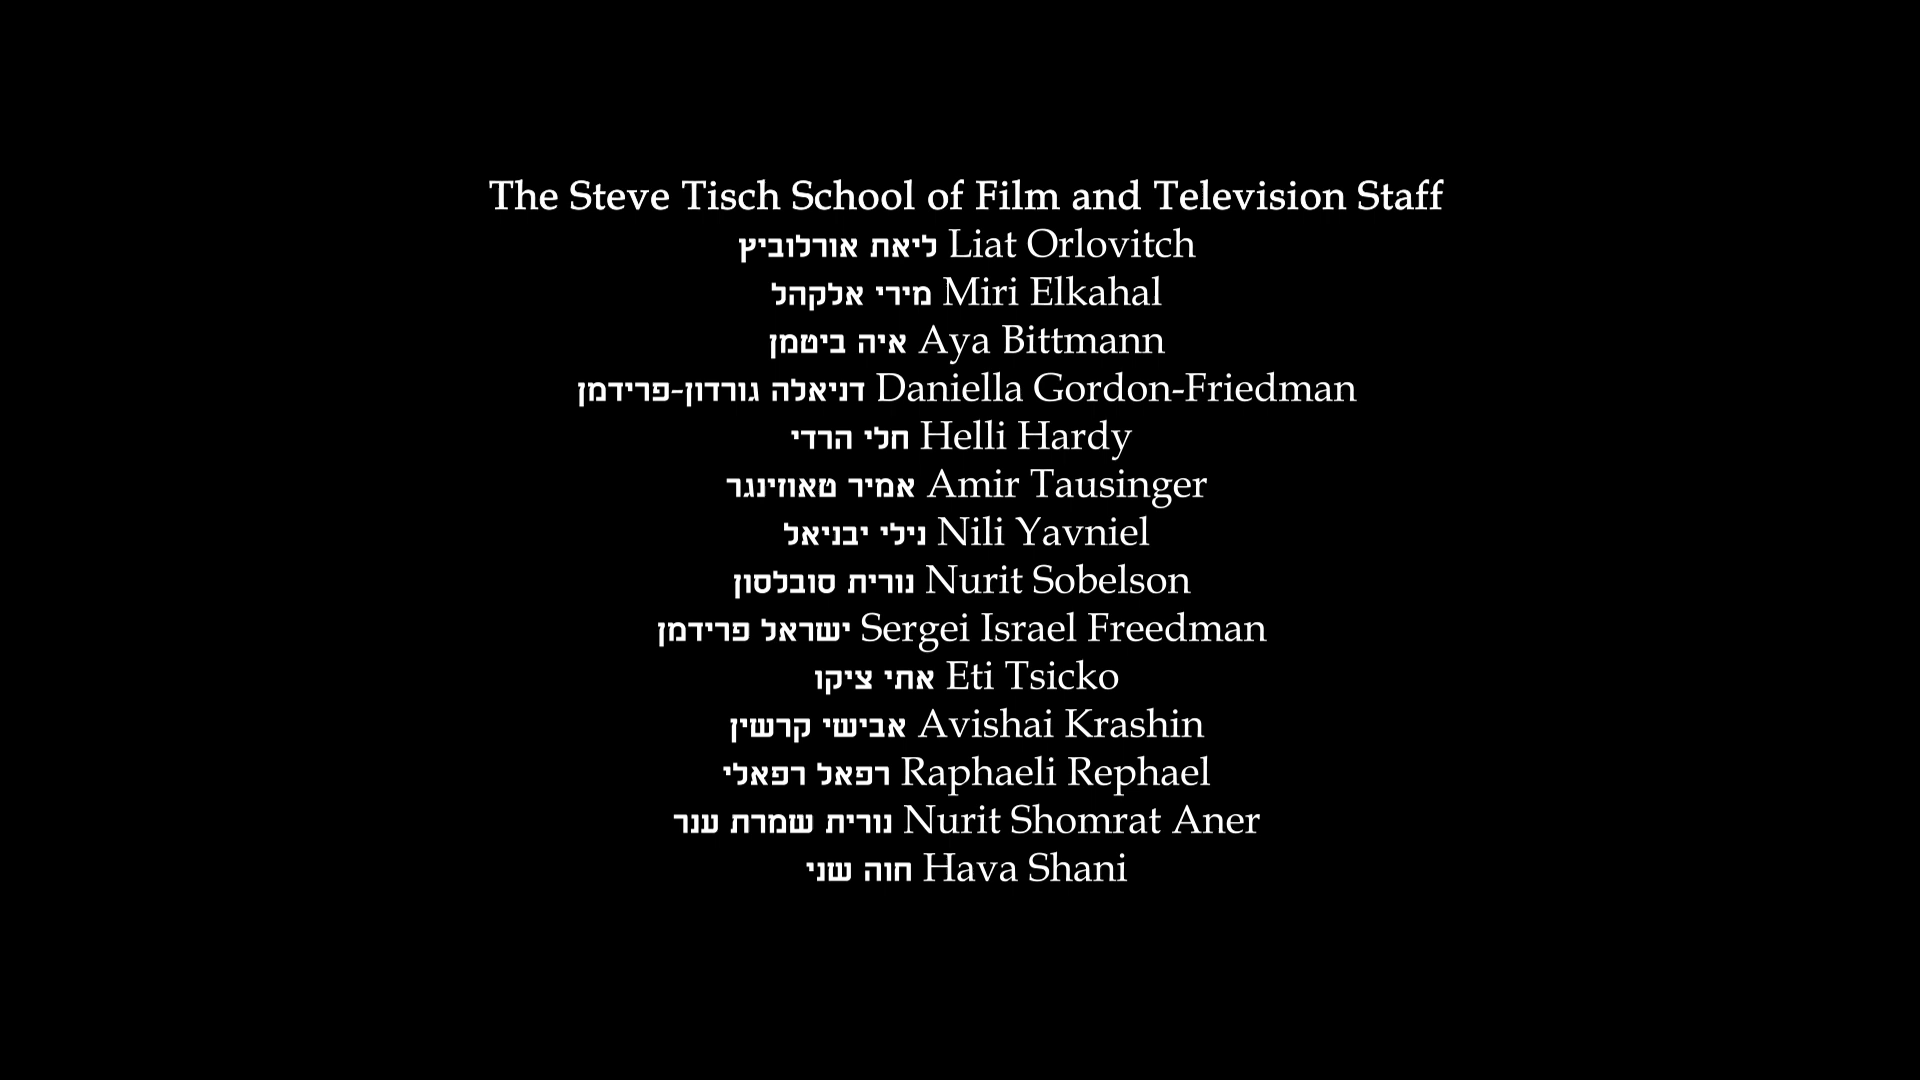 The Steve Tisch School of Film and Television Staff
ליאת אורלוביץ Liat Orlovitch
מירי אלקהל Miri Elkahal
איה ביטמן Aya Bittmann
דניאלה גורדון-פרידמן Daniella Gordon-Friedman
חלי הרדי Helli Hardy
אמיר טאוזינגר Amir Tausinger
נילי יבניאל Nili Yavniel
נורית סובלסון Nurit Sobelson
ישראל פרידמן Sergei Israel Freedman
אתי ציקו Eti Tsicko
אבישי קרשין Avishai Krashin
רפאל רפאלי Raphaeli Rephael
נורית שמרת ענר Nurit Shomrat Aner
חוה שני Hava Shani